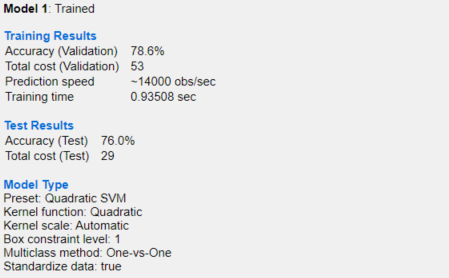 Model 1: Trained
Training Results
Accuracy (Validation) 78.6%
Total cost (Validation) 53
Prediction speed ~14000 obs/sec
Training time 0.93508 sec
Test Results
Accuracy (Test) 76.0%
Total cost (Test) 29
Model Type
Preset: Quadratic SVM
Kernel function: Quadratic
Kernel scale: Automatic
Box constraint level: 1
Multiclass method: One-vs-One
Standardize data: true